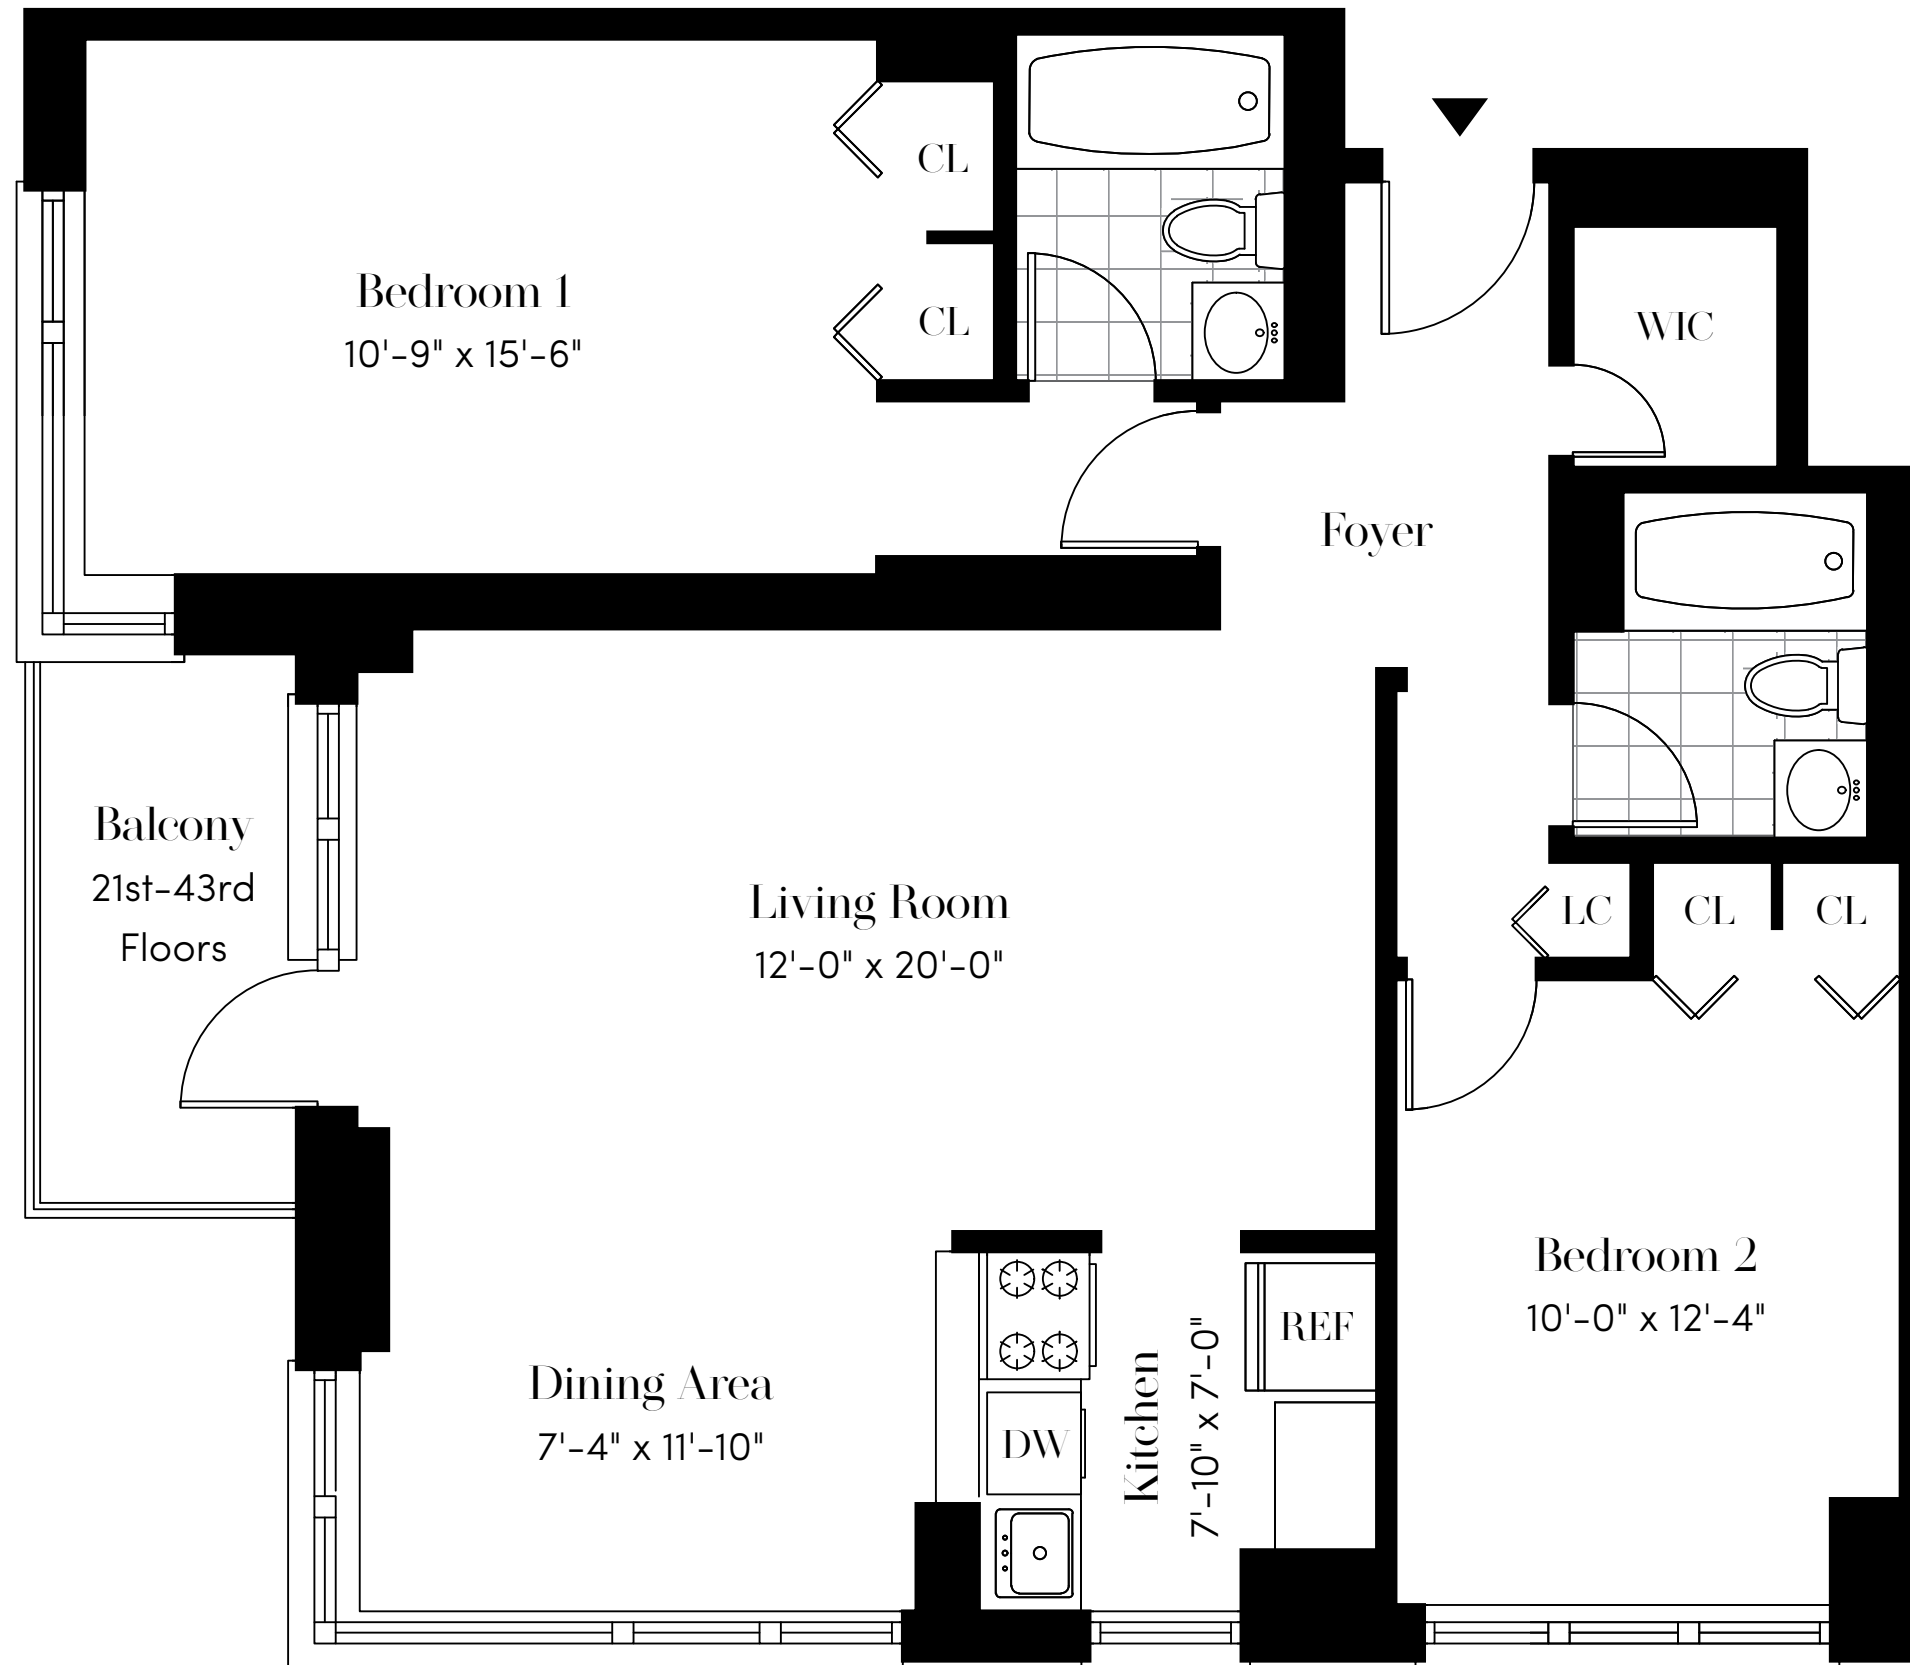 CL
Bedroom 1
10'-9" x 15'-6"
CL
WIC
Foyer
Balcony
21st-43rd
Floors
Living Room
12'-0" x 20'-0"
LC
CL
CL
Bedroom 2
10'-0" x 12'-4"
Dining Area
7'-4" x 11'-10"
DW
Kitchen
7'-10" x 7'-0"
REF